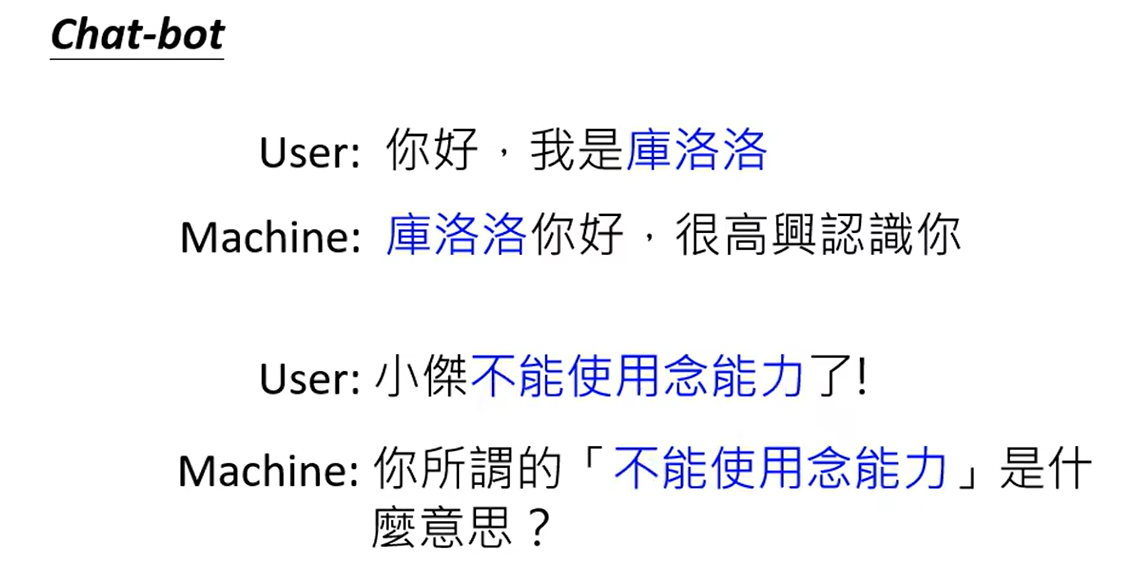 Chat-bot
User: 你好，我是庫洛洛
Machine: 庫洛洛你好，很高興認識你
User: 小傑不能使用念能力了!
Machine: 你所謂的「不能使用念能力」是什
麼意思？